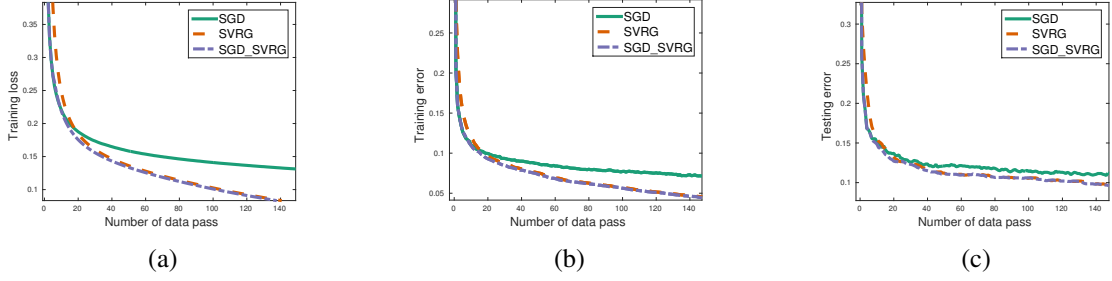 Training loss
0.35
0.3
0.25
0.2
0.15
0.1
0 20 40 60 80 100 120 140
Number of data pass
SGD
SVRG
SGD_SVRG
(a)
Training error
0.25
0.2
0.15
0.1
0.05
0 20 40 60 80 100 120 140
Number of data pass
SGD
SVRG
SGD_SVRG
(b)
Testing error
0.3
0.25
0.2
0.15
0.1
0 20 40 60 80 100 120 140
Number of data pass
SGD
SVRG
SGD_SVRG
(c)